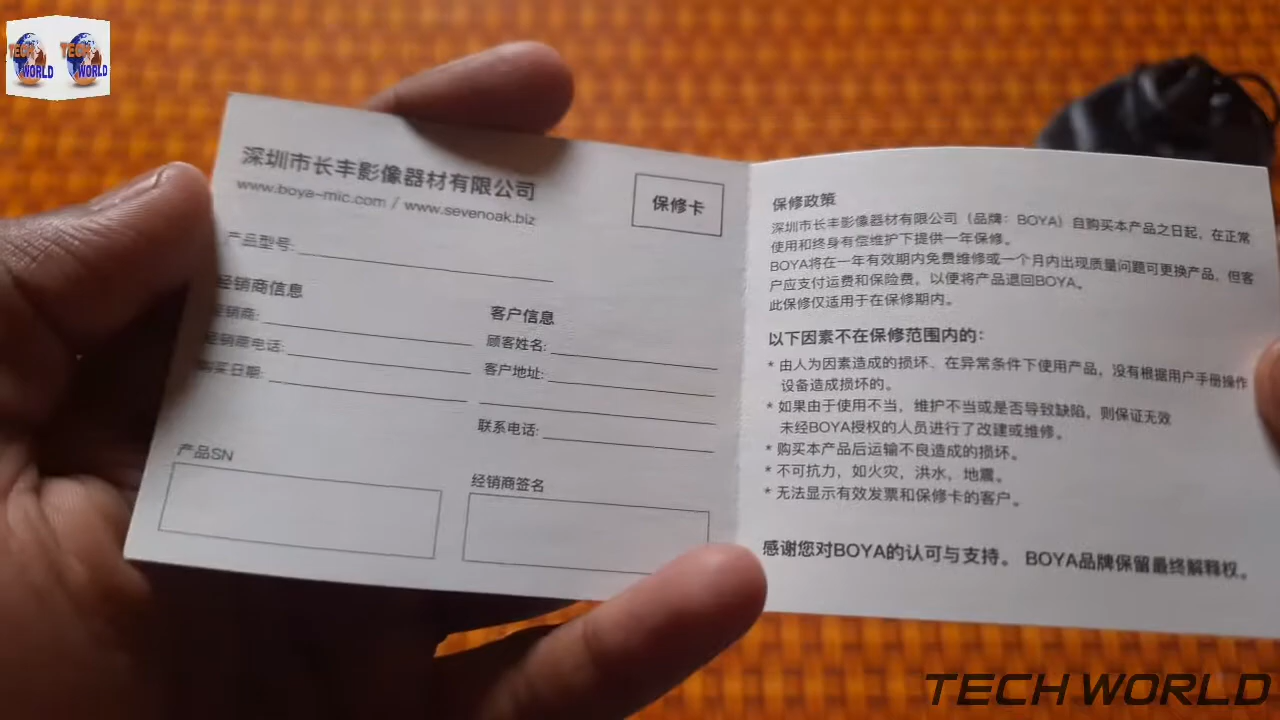 TECH WORLD
TECH WORLD
深圳市长丰影像器材有限公司
www.boya-mic.com / www.sevenoak.biz
保修卡
产品型号:
经销商信息
经销商:
经销商电话:
购买日期:
客户信息
顾客姓名:
客户地址:
联系电话:
产品SN
经销商签名
保修政策
深圳市长丰影像器材有限公司（品牌：BOYA）自购买本产品之日起，在正常
使用和终身有偿维护下提供一年保修。
BOYA将在一年有效期内免费维修或一个月内出现质量问题可更换产品，但客
户应支付运费和保险费，以便将产品退回BOYA。
此保修仅适用于在保修期内。
以下因素不在保修范围内的:
* 由人为因素造成的损坏、在异常条件下使用产品，没有根据用户手册操作
设备造成损坏的。
* 如果由于使用不当，维护不当或是否导致缺陷，则保证无效
未经BOYA授权的人员进行了改建或维修。
* 购买本产品后运输不良造成的损坏。
* 不可抗力，如火灾，洪水，地震。
* 无法显示有效发票和保修卡的客户。
感谢您对BOYA的认可与支持。 BOYA品牌保留最终解释权。
TECH WORLD